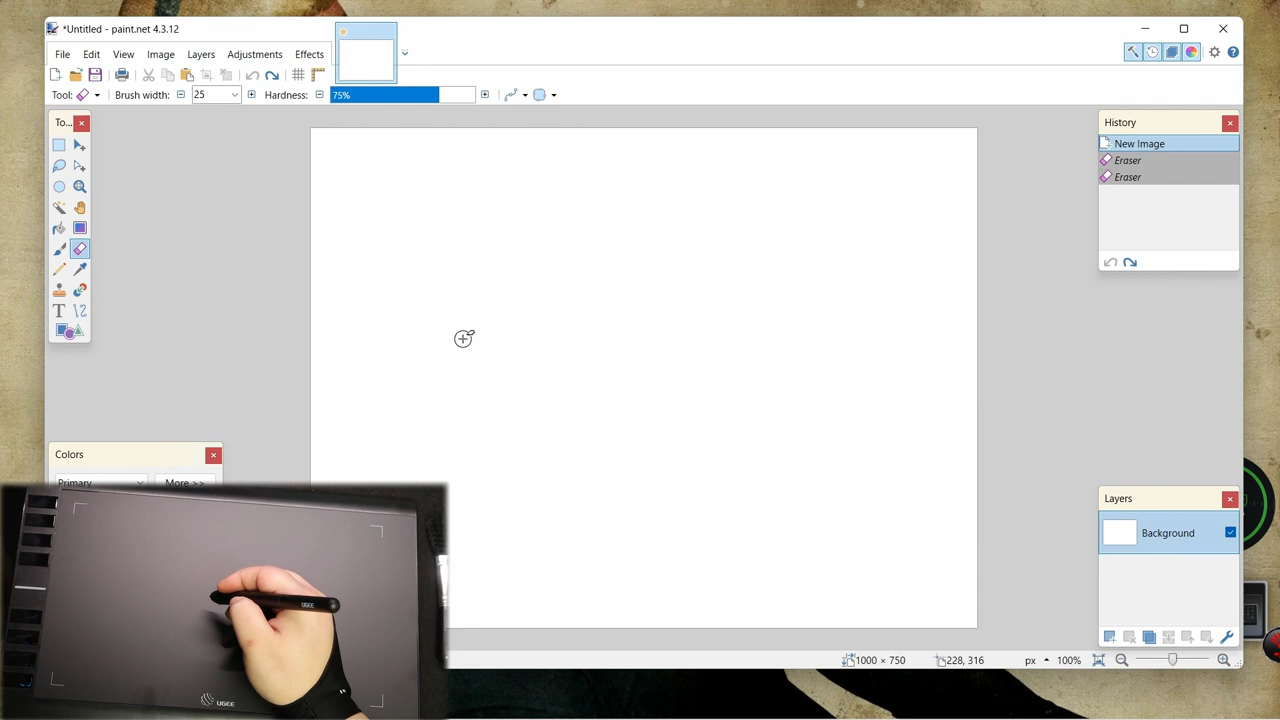 *Untitled - paint.net 4.3.12
File Edit View Image Layers Adjustments Effects
Tool: Brush width: 25 Hardness: 75%
To...
History
New Image
Eraser
Eraser
T
Colors
Primary More >>
Layers
Background
UGEE
UGEE
1000 × 750 228, 316 px 100%